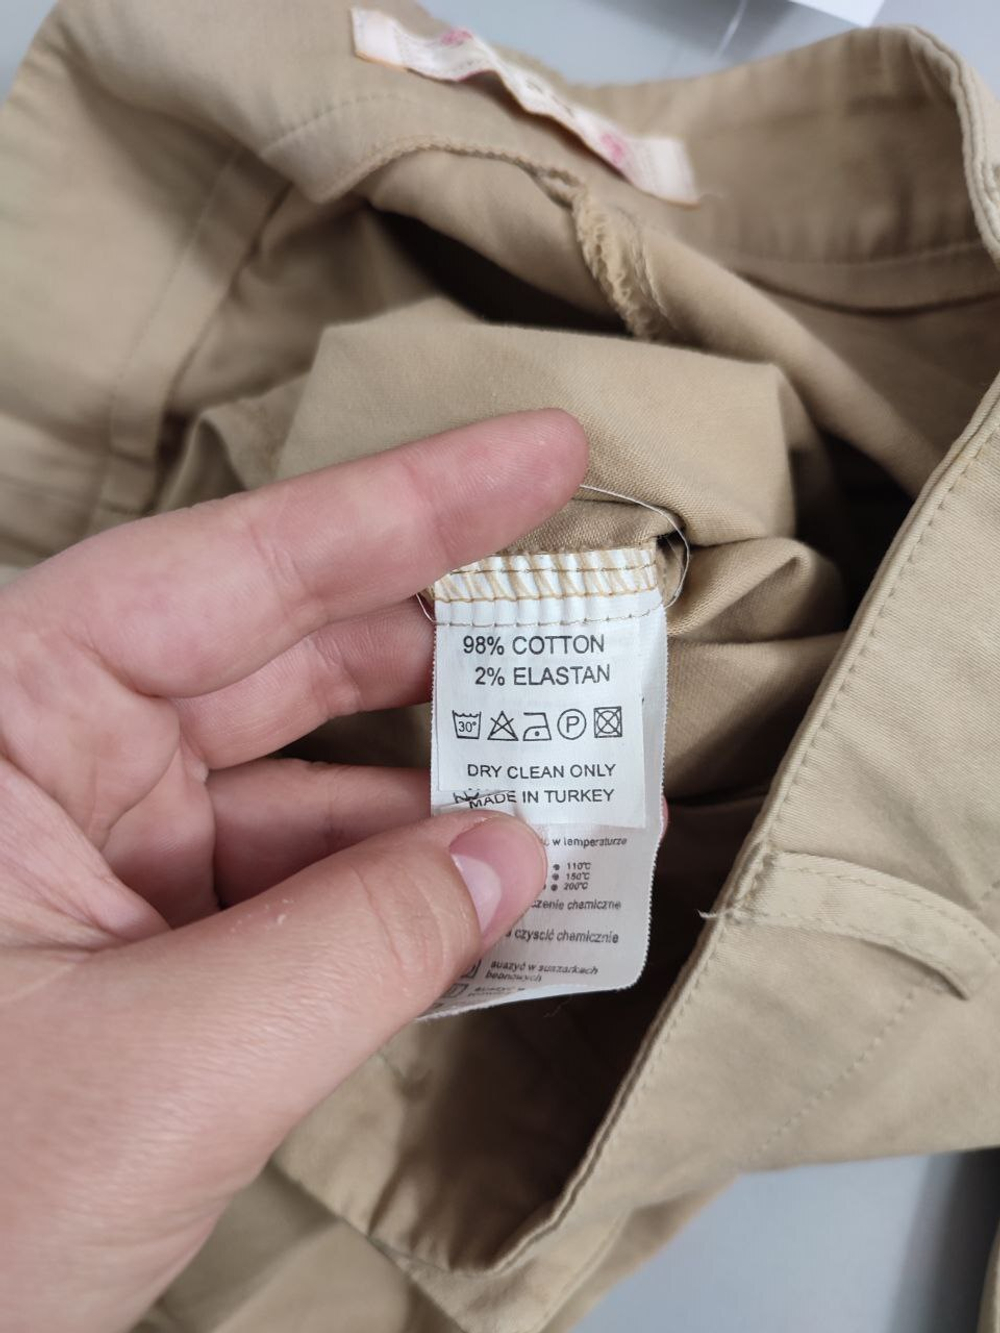 98% COTTON
2% ELASTAN
30°
P
DRY CLEAN ONLY
MADE IN TURKEY
w temperaturze
110°C
150°C
200°C
chemiczne
czyścić chemicznie
suszyć w suszarkach
bębnowych